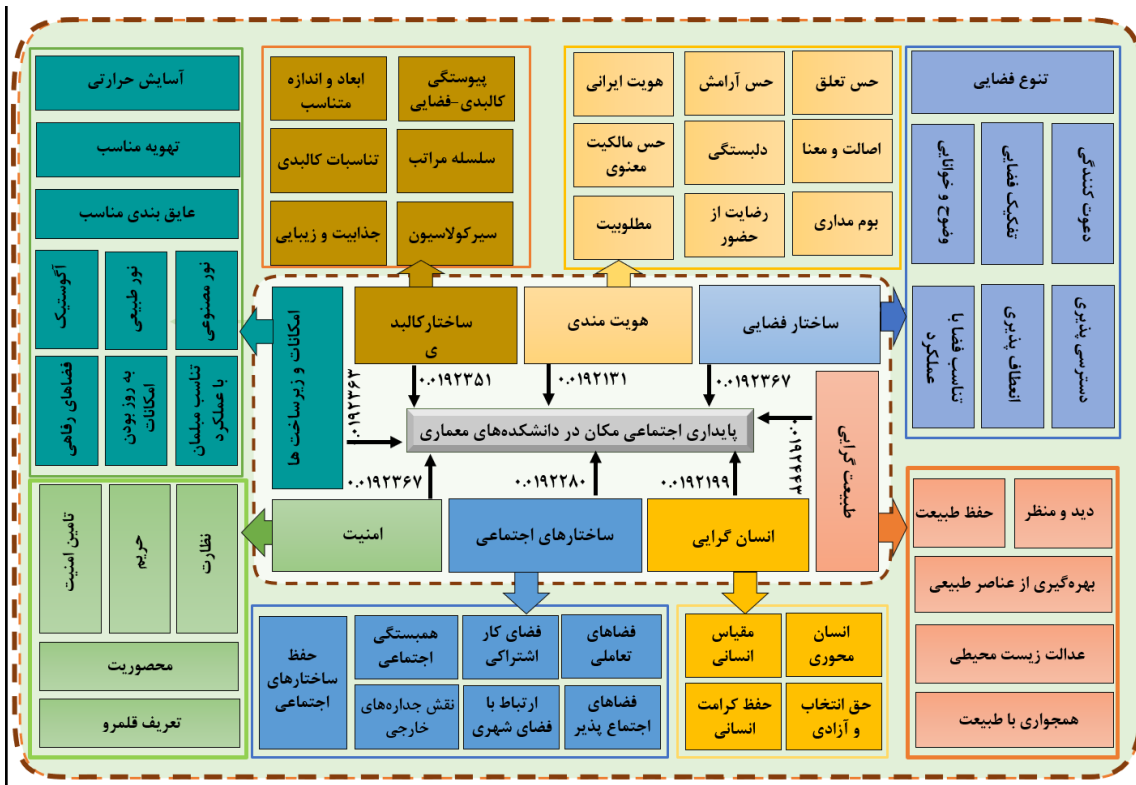 تنوع فضایی
دعوت کنندگی
تفکیک فضایی
وضوح و خوانایی
دسترسی پذیری
انعطاف پذیری
تناسب فضا با
عملکرد
حس تعلق
حس آرامش
هویت ایرانی
اصالت و معنا
دلبستگی
حس مالکیت
معنوی
بوم مداری
رضایت از
حضور
مطلوبیت
پیوستگی
کالبدی-فضایی
ابعاد و اندازه
متناسب
سلسله مراتب
تناسبات کالبدی
سیرکولاسیون
جذابیت و زیبایی
آسایش حرارتی
تهویه مناسب
عایق بندی مناسب
نور مصنوعی
نور طبیعی
آگوستیک
تناسب مبلمان
با عملکرد
به روز بودن
امکانات
فضاهای رفاهی
ساختار فضایی
هویت مندی
ساختارکالبد
ی
امکانات و زیرساخت ها
۰.۰۱۹۲۳۶۷
۰.۰۱۹۲۱۳۱
۰.۰۱۹۲۳۵۱
۰.۰۱۹۲۳۶۳
پایداری اجتماعی مکان در دانشکده‌های معماری
طبیعت گرایی
۰.۰۱۹۲۴۴۳
۰.۰۱۹۲۱۹۹
۰.۰۱۹۲۲۸۰
۰.۰۱۹۲۳۶۷
انسان گرایی
ساختارهای اجتماعی
امنیت
دید و منظر
حفظ طبیعت
بهره‌گیری از عناصر طبیعی
عدالت زیست محیطی
همجواری با طبیعت
انسان
محوری
مقیاس
انسانی
حق انتخاب
و آزادی
حفظ کرامت
انسانی
فضاهای
تعاملی
فضای کار
اشتراکی
همبستگی
اجتماعی
حفظ
ساختارهای
اجتماعی
فضاهای
اجتماع پذیر
ارتباط با
فضای شهری
نقش جداره‌های
خارجی
نظارت
حریم
تامین امنیت
محصوریت
تعریف قلمرو